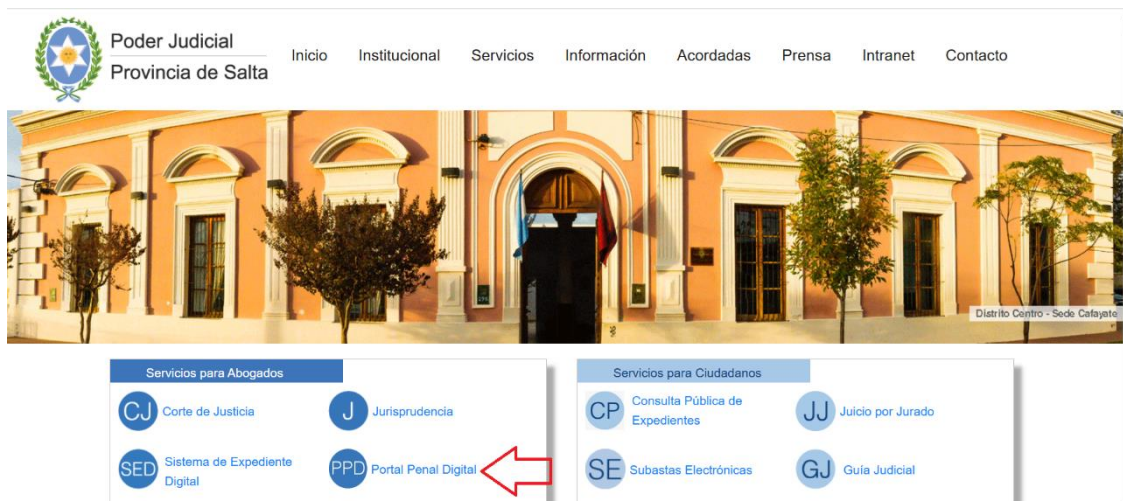 Poder Judicial
Provincia de Salta
Inicio Institucional Servicios Información Acordadas Prensa Intranet Contacto
Distrito Centro - Sede Cafayate
Servicios para Abogados
CJ Corte de Justicia
J Jurisprudencia
SED Sistema de Expediente
Digital
PPD Portal Penal Digital
Servicios para Ciudadanos
CP Consulta Pública de
Expedientes
JJ Juicio por Jurado
SE Subastas Electrónicas
GJ Guía Judicial